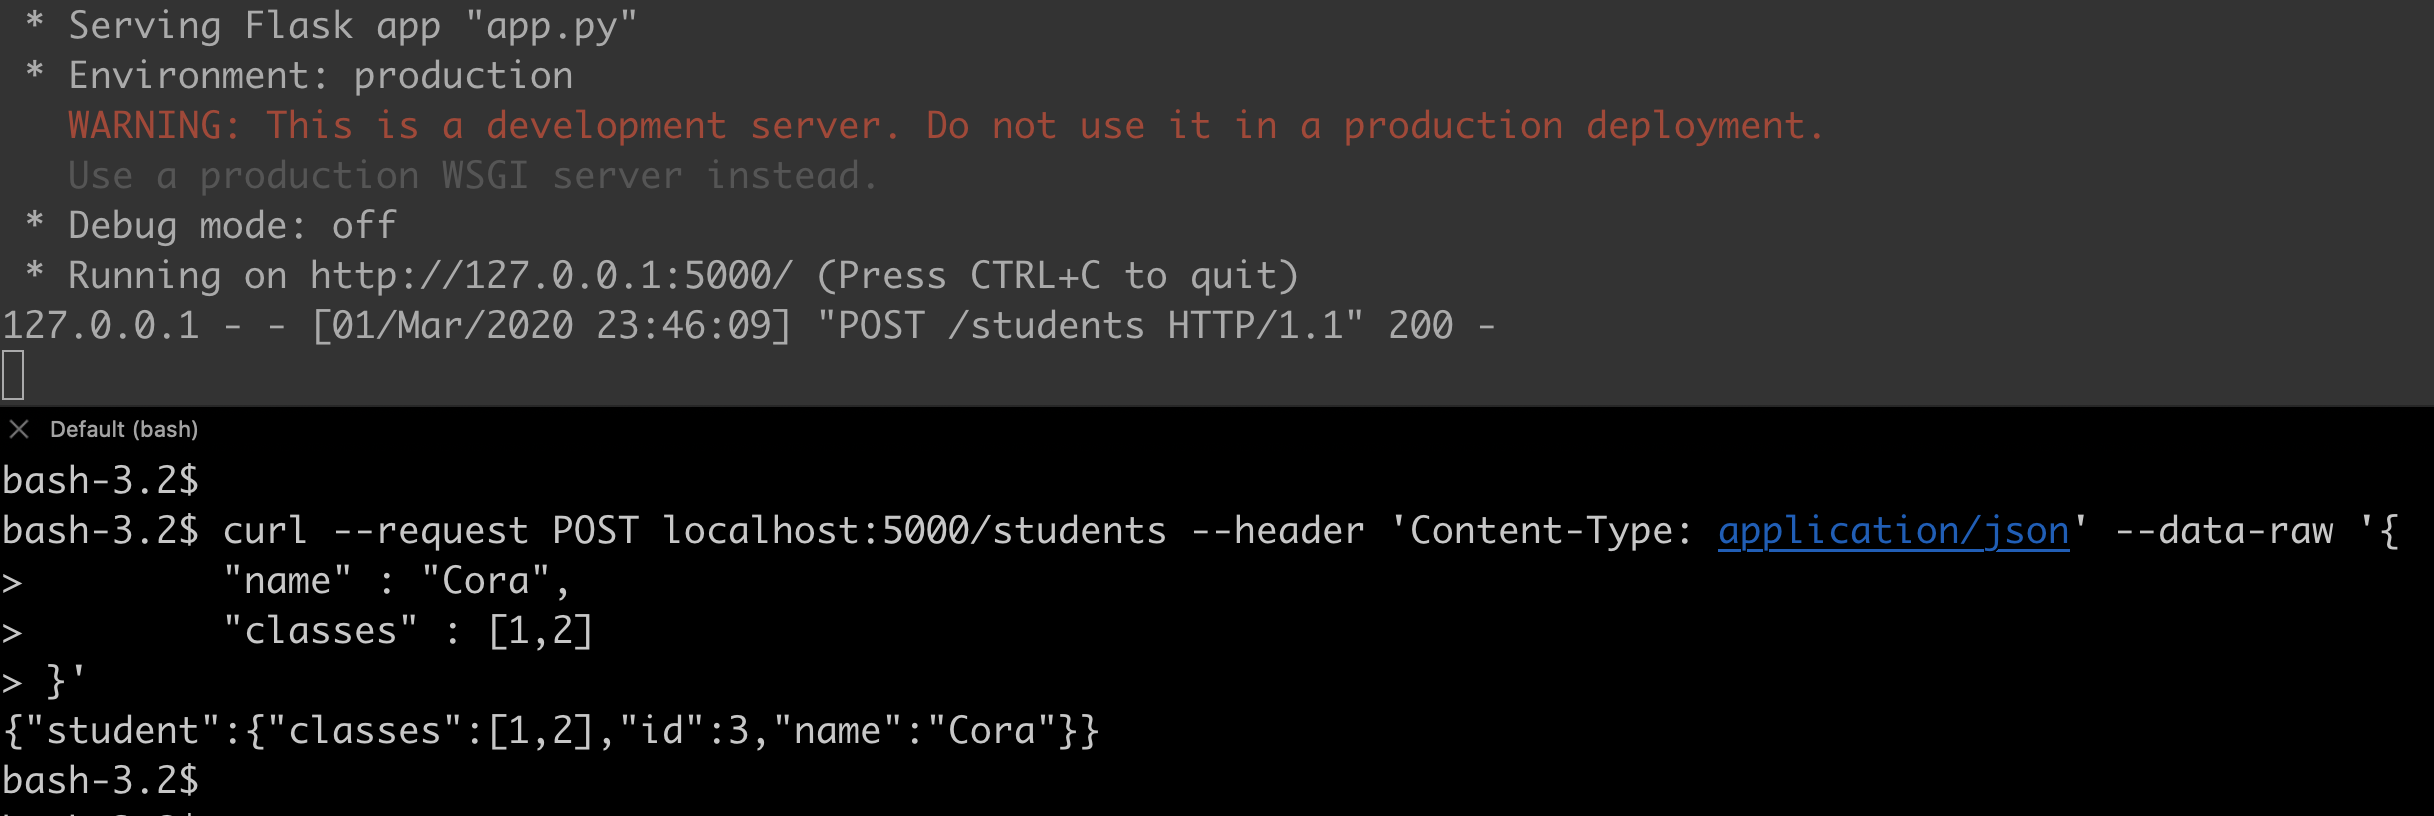 * Serving Flask app "app.py"
* Environment: production
WARNING: This is a development server. Do not use it in a production deployment.
Use a production WSGI server instead.
* Debug mode: off
* Running on http://127.0.0.1:5000/ (Press CTRL+C to quit)
127.0.0.1 - - [01/Mar/2020 23:46:09] "POST /students HTTP/1.1" 200 -
Default (bash)
bash-3.2$
bash-3.2$ curl --request POST localhost:5000/students --header 'Content-Type: application/json' --data-raw '{
>         "name" : "Cora",
>         "classes" : [1,2]
> }'
{"student":{"classes":[1,2],"id":3,"name":"Cora"}}
bash-3.2$